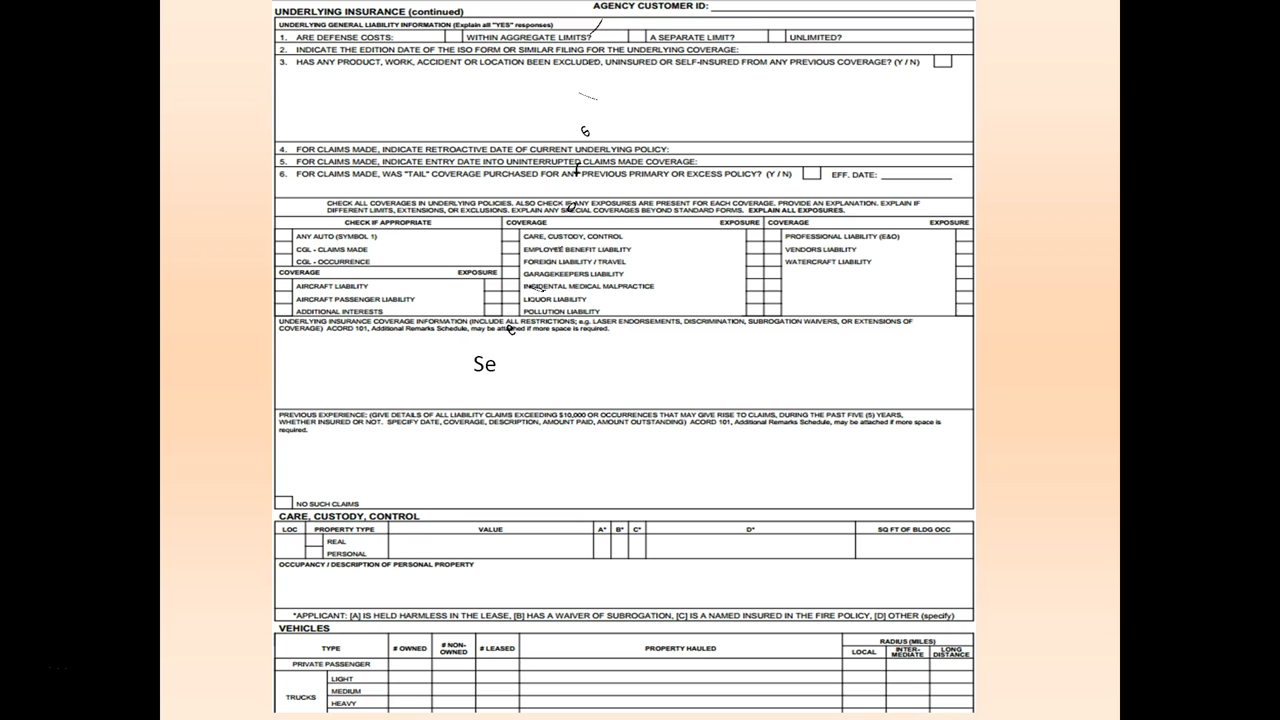 AGENCY CUSTOMER ID:
UNDERLYING INSURANCE (continued)
UNDERLYING GENERAL LIABILITY INFORMATION (Explain all "YES" responses)
1. ARE DEFENSE COSTS: WITHIN AGGREGATE LIMITS? A SEPARATE LIMIT? UNLIMITED?
2. INDICATE THE EDITION DATE OF THE ISO FORM OR SIMILAR FILING FOR THE UNDERLYING COVERAGE:
3. HAS ANY PRODUCT, WORK, ACCIDENT OR LOCATION BEEN EXCLUDED, UNINSURED OR SELF-INSURED FROM ANY PREVIOUS COVERAGE? (Y / N)
4. FOR CLAIMS MADE, INDICATE RETROACTIVE DATE OF CURRENT UNDERLYING POLICY:
5. FOR CLAIMS MADE, INDICATE ENTRY DATE INTO UNINTERRUPTED CLAIMS MADE COVERAGE:
6. FOR CLAIMS MADE, WAS "TAIL" COVERAGE PURCHASED FOR ANY PREVIOUS PRIMARY OR EXCESS POLICY? (Y / N) EFF. DATE:
CHECK ALL COVERAGES IN UNDERLYING POLICIES. ALSO CHECK IF ANY EXPOSURES ARE PRESENT FOR EACH COVERAGE. PROVIDE AN EXPLANATION. EXPLAIN IF
DIFFERENT LIMITS, EXTENSIONS, OR EXCLUSIONS. EXPLAIN ANY SPECIAL COVERAGES BEYOND STANDARD FORMS. EXPLAIN ALL EXPOSURES.
CHECK IF APPROPRIATE COVERAGE EXPOSURE COVERAGE EXPOSURE
ANY AUTO (SYMBOL 1) CARE, CUSTODY, CONTROL PROFESSIONAL LIABILITY (E&O)
CGL - CLAIMS MADE EMPLOYEE BENEFIT LIABILITY VENDORS LIABILITY
CGL - OCCURRENCE FOREIGN LIABILITY / TRAVEL WATERCRAFT LIABILITY
COVERAGE EXPOSURE GARAGEKEEPERS LIABILITY
AIRCRAFT LIABILITY INCIDENTAL MEDICAL MALPRACTICE
AIRCRAFT PASSENGER LIABILITY LIQUOR LIABILITY
ADDITIONAL INTERESTS POLLUTION LIABILITY
UNDERLYING INSURANCE COVERAGE INFORMATION (INCLUDE ALL RESTRICTIONS; e.g. LASER ENDORSEMENTS, DISCRIMINATION, SUBROGATION WAIVERS, OR EXTENSIONS OF
COVERAGE) ACORD 101, Additional Remarks Schedule, may be attached if more space is required.
Se
PREVIOUS EXPERIENCE: (GIVE DETAILS OF ALL LIABILITY CLAIMS EXCEEDING $10,000 OR OCCURRENCES THAT MAY GIVE RISE TO CLAIMS, DURING THE PAST FIVE (5) YEARS,
WHETHER INSURED OR NOT. SPECIFY DATE, COVERAGE, DESCRIPTION, AMOUNT PAID, AMOUNT OUTSTANDING) ACORD 101, Additional Remarks Schedule, may be attached if more space is
required.
NO SUCH CLAIMS
CARE, CUSTODY, CONTROL
LOC PROPERTY TYPE VALUE A* B* C* D* SQ FT OF BLDG OCC
REAL
PERSONAL
OCCUPANCY / DESCRIPTION OF PERSONAL PROPERTY
*APPLICANT: [A] IS HELD HARMLESS IN THE LEASE, [B] HAS A WAIVER OF SUBROGATION, [C] IS A NAMED INSURED IN THE FIRE POLICY, [D] OTHER (specify)
VEHICLES
TYPE # OWNED # NON-OWNED # LEASED PROPERTY HAULED RADIUS (MILES)
LOCAL INTER-MEDIATE LONG DISTANCE
PRIVATE PASSENGER
TRUCKS LIGHT
MEDIUM
HEAVY